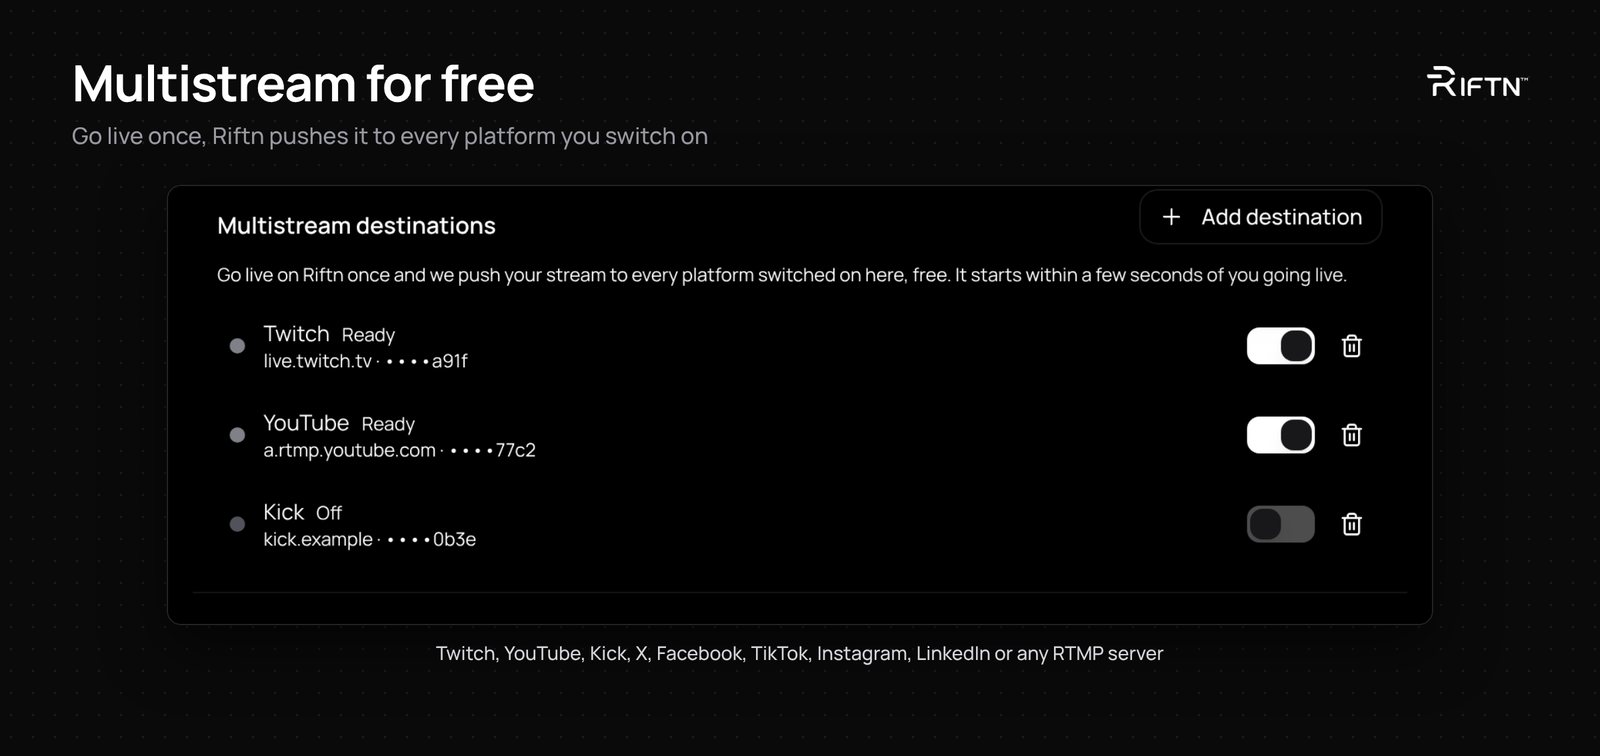 Multistream for free
RIFTN™
Go live once, Riftn pushes it to every platform you switch on
Multistream destinations
+ Add destination
Go live on Riftn once and we push your stream to every platform switched on here, free. It starts within a few seconds of you going live.
Twitch Ready
live.twitch.tv · ••••a91f
YouTube Ready
a.rtmp.youtube.com · ••••77c2
Kick Off
kick.example · ••••0b3e
Twitch, YouTube, Kick, X, Facebook, TikTok, Instagram, LinkedIn or any RTMP server